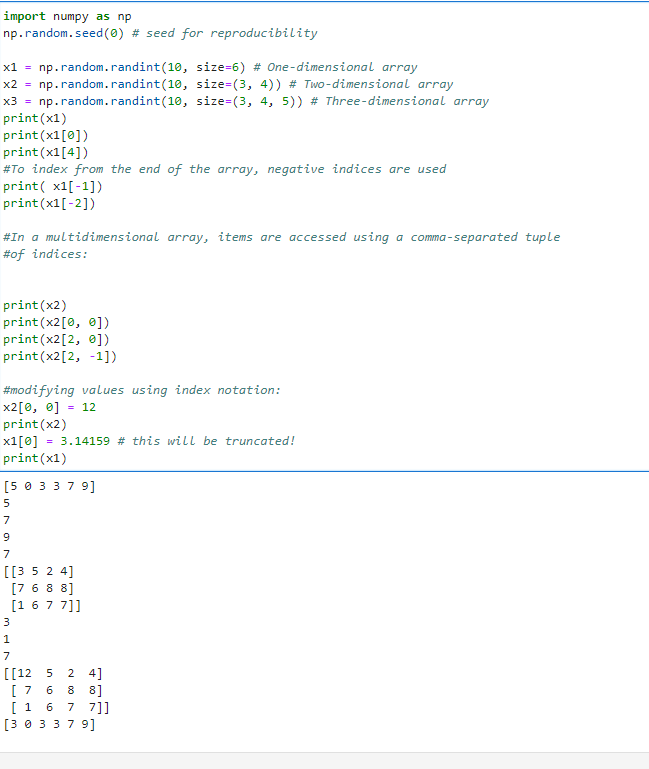 import numpy as np
np.random.seed(0) # seed for reproducibility
x1 = np.random.randint(10, size=6) # One-dimensional array
x2 = np.random.randint(10, size=(3, 4)) # Two-dimensional array
x3 = np.random.randint(10, size=(3, 4, 5)) # Three-dimensional array
print(x1)
print(x1[0])
print(x1[4])
#To index from the end of the array, negative indices are used
print( x1[-1])
print(x1[-2])
#In a multidimensional array, items are accessed using a comma-separated tuple
#of indices:
print(x2)
print(x2[0, 0])
print(x2[2, 0])
print(x2[2, -1])
#modifying values using index notation:
x2[0, 0] = 12
print(x2)
x1[0] = 3.14159 # this will be truncated!
print(x1)
[5 0 3 3 7 9]
5
7
9
7
[[3 5 2 4]
 [7 6 8 8]
 [1 6 7 7]]
3
1
7
[[12  5  2  4]
 [ 7  6  8  8]
 [ 1  6  7  7]]
[3 0 3 3 7 9]